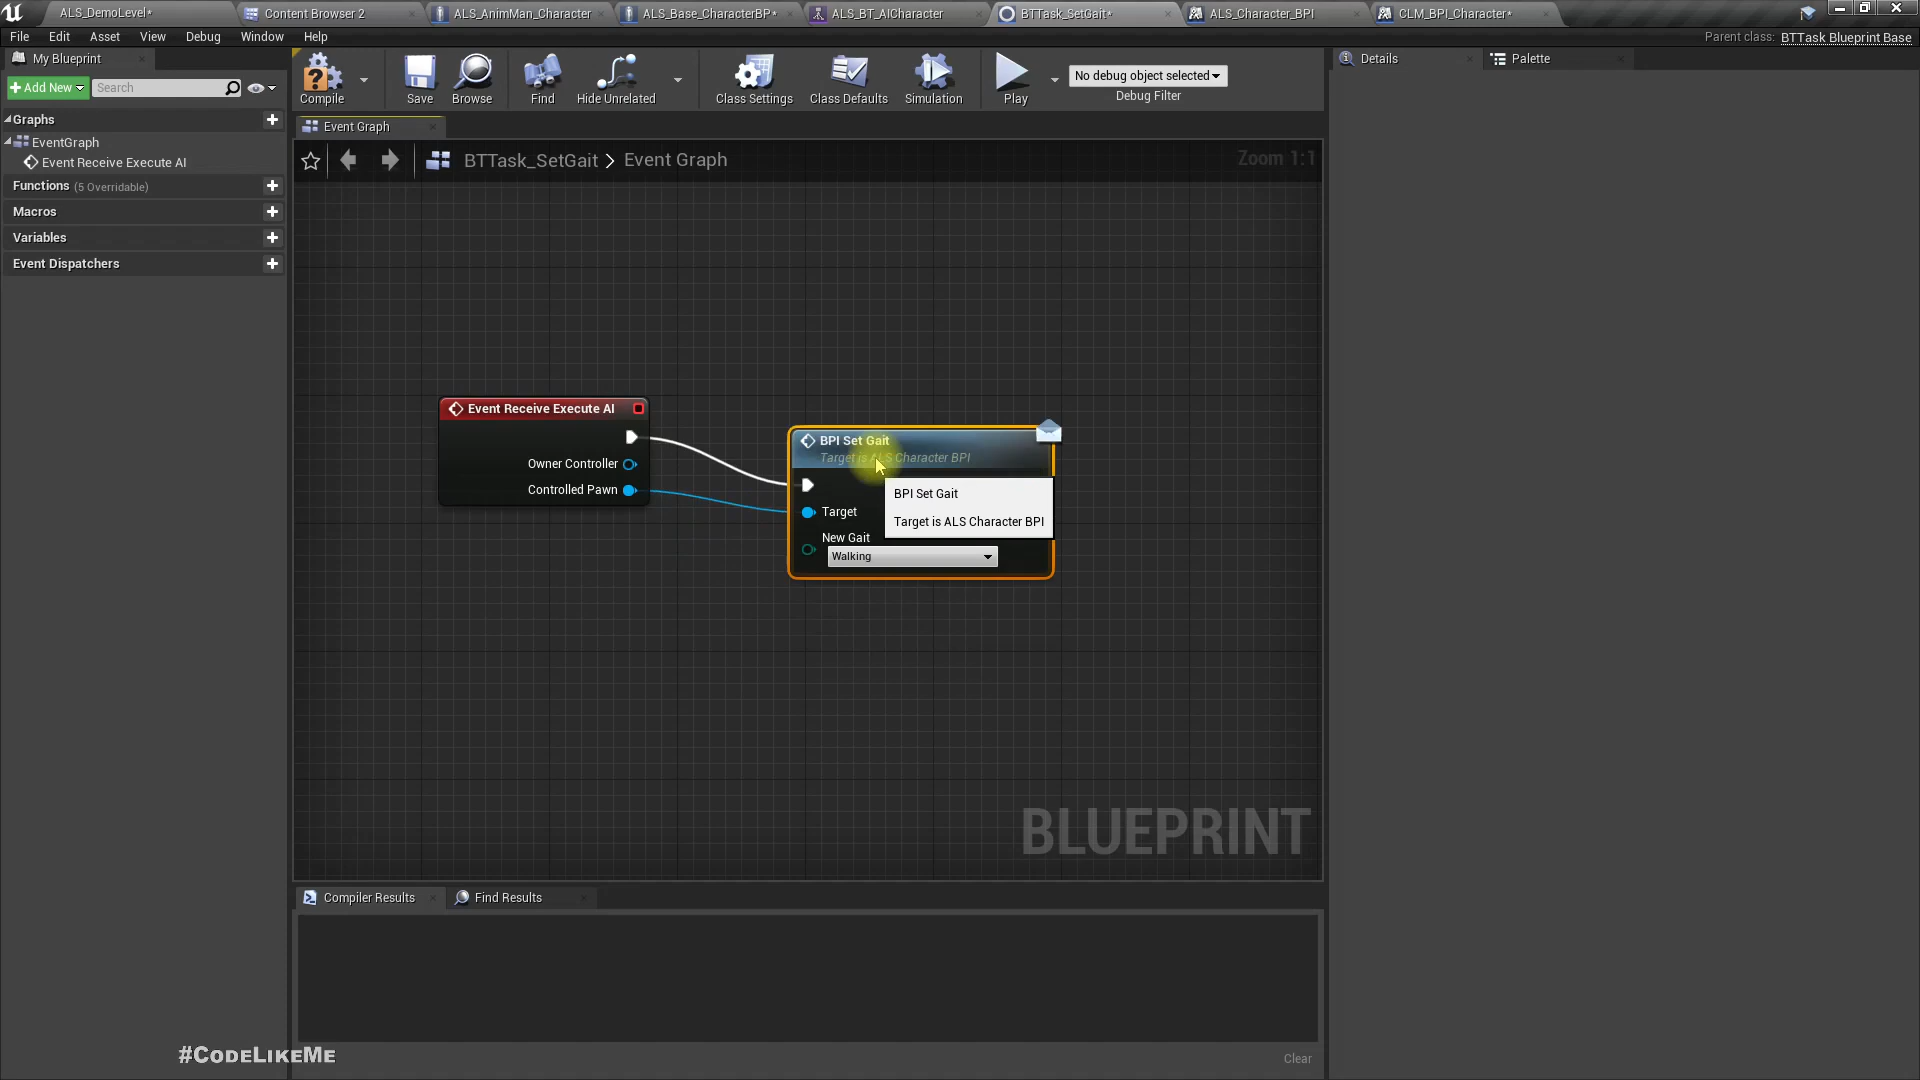 ALS_DemoLevel*
Content Browser 2
ALS_AnimMan_Character
ALS_Base_CharacterBP*
ALS_BT_AICharacter
BTTask_SetGait*
ALS_Character_BPI
CLM_BPI_Character*
File Edit Asset View Debug Window Help
Parent class: BTTask Blueprint Base
My Blueprint
Add New
Search
Compile
Save
Browse
Find
Hide Unrelated
Class Settings
Class Defaults
Simulation
Play
No debug object selected
Debug Filter
Details
Palette
Graphs
EventGraph
Event Receive Execute AI
Functions (5 Overridable)
Macros
Variables
Event Dispatchers
Event Graph
BTTask_SetGait > Event Graph
Zoom 1:1
Event Receive Execute AI
Owner Controller
Controlled Pawn
BPI Set Gait
Target is ALS Character BPI
Target
New Gait
Walking
BPI Set Gait
Target is ALS Character BPI
BLUEPRINT
Compiler Results
Find Results
Clear
#CodeLikeMe